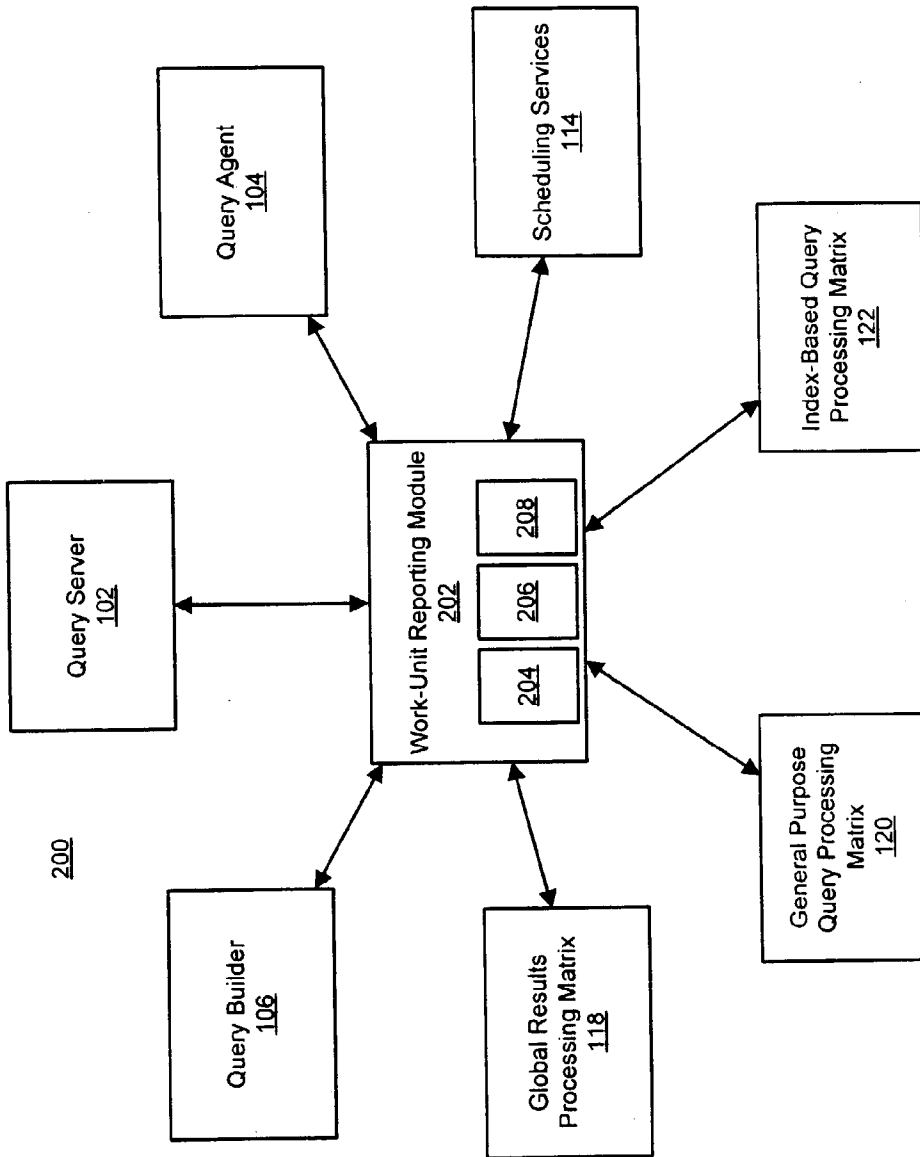 200
Query Server
102
Query Builder
106
Query Agent
104
Work-Unit Reporting Module
202
204
206
208
Global Results
Processing Matrix
118
Scheduling Services
114
General Purpose
Query Processing
Matrix
120
Index-Based Query
Processing Matrix
122